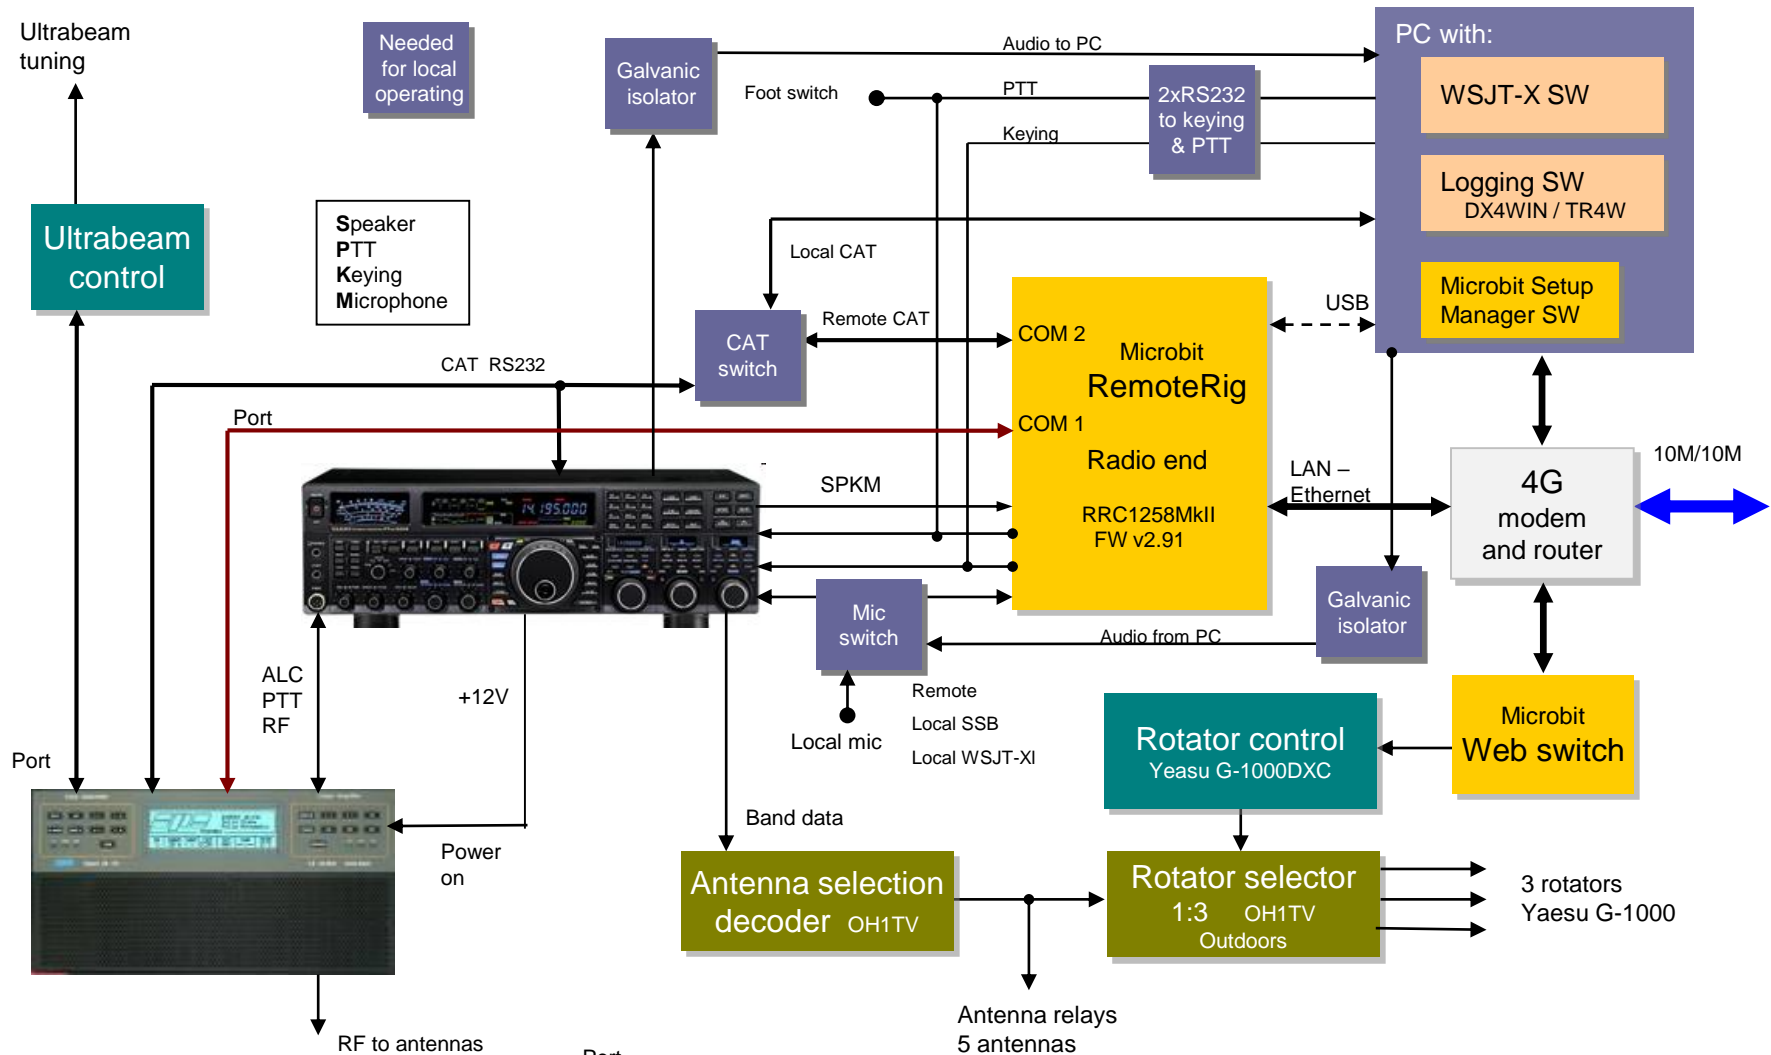 Ultrabeam
tuning
Needed
for local
operating
Galvanic
isolator
Audio to PC
Foot switch
PTT
Keying
2xRS232
to keying
& PTT
PC with:
WSJT-X SW
Logging SW
DX4WIN / TR4W
Microbit Setup
Manager SW
Ultrabeam
control
Speaker
PTT
Keying
Microphone
Local CAT
Remote CAT
CAT
switch
CAT RS232
Port
COM 2
Microbit
RemoteRig
COM 1
Radio end
RRC1258MkII
FW v2.91
USB
LAN –
Ethernet
4G
modem
and router
10M/10M
14.195.000
SPKM
Mic
switch
Audio from PC
Galvanic
isolator
ALC
PTT
RF
+12V
Local mic
Remote
Local SSB
Local WSJT-XI
Rotator control
Yeasu G-1000DXC
Microbit
Web switch
Port
Power
on
Band data
Antenna selection
decoder OH1TV
Rotator selector
1:3 OH1TV
Outdoors
3 rotators
Yaesu G-1000
Antenna relays
5 antennas
RF to antennas
Port